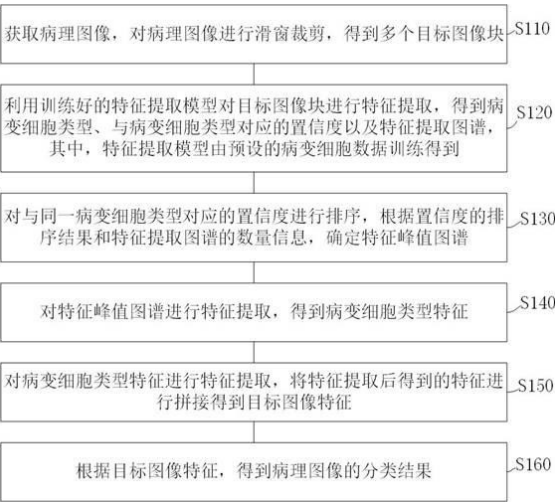 获取病理图像，对病理图像进行滑窗裁剪，得到多个目标图像块
S110
利用训练好的特征提取模型对目标图像块进行特征提取，得到病
变细胞类型、与病变细胞类型对应的置信度以及特征提取图谱，
其中，特征提取模型由预设的病变细胞数据训练得到
S120
对与同一病变细胞类型对应的置信度进行排序，根据置信度的排
序结果和特征提取图谱的数量信息，确定特征峰值图谱
S130
对特征峰值图谱进行特征提取，得到病变细胞类型特征
S140
对病变细胞类型特征进行特征提取，将特征提取后得到的特征进
行拼接得到目标图像特征
S150
根据目标图像特征，得到病理图像的分类结果
S160